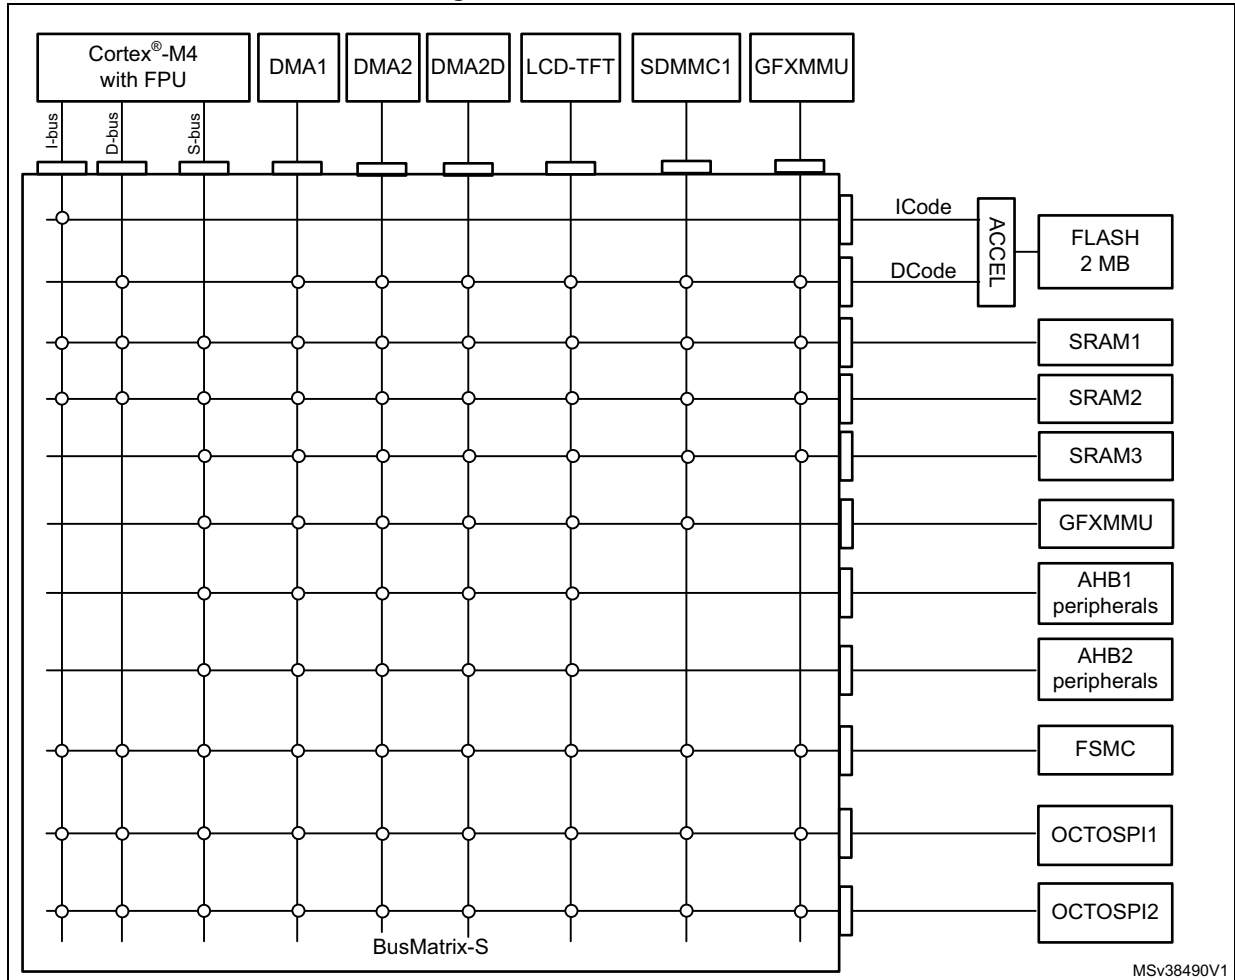 Cortex®-M4
with FPU
DMA1
DMA2
DMA2D
LCD-TFT
SDMMC1
GFXMMU
I-bus
D-bus
S-bus
ICode
DCode
ACCEL
FLASH
2 MB
SRAM1
SRAM2
SRAM3
GFXMMU
AHB1
peripherals
AHB2
peripherals
FSMC
OCTOSPI1
OCTOSPI2
BusMatrix-S
MSv38490V1